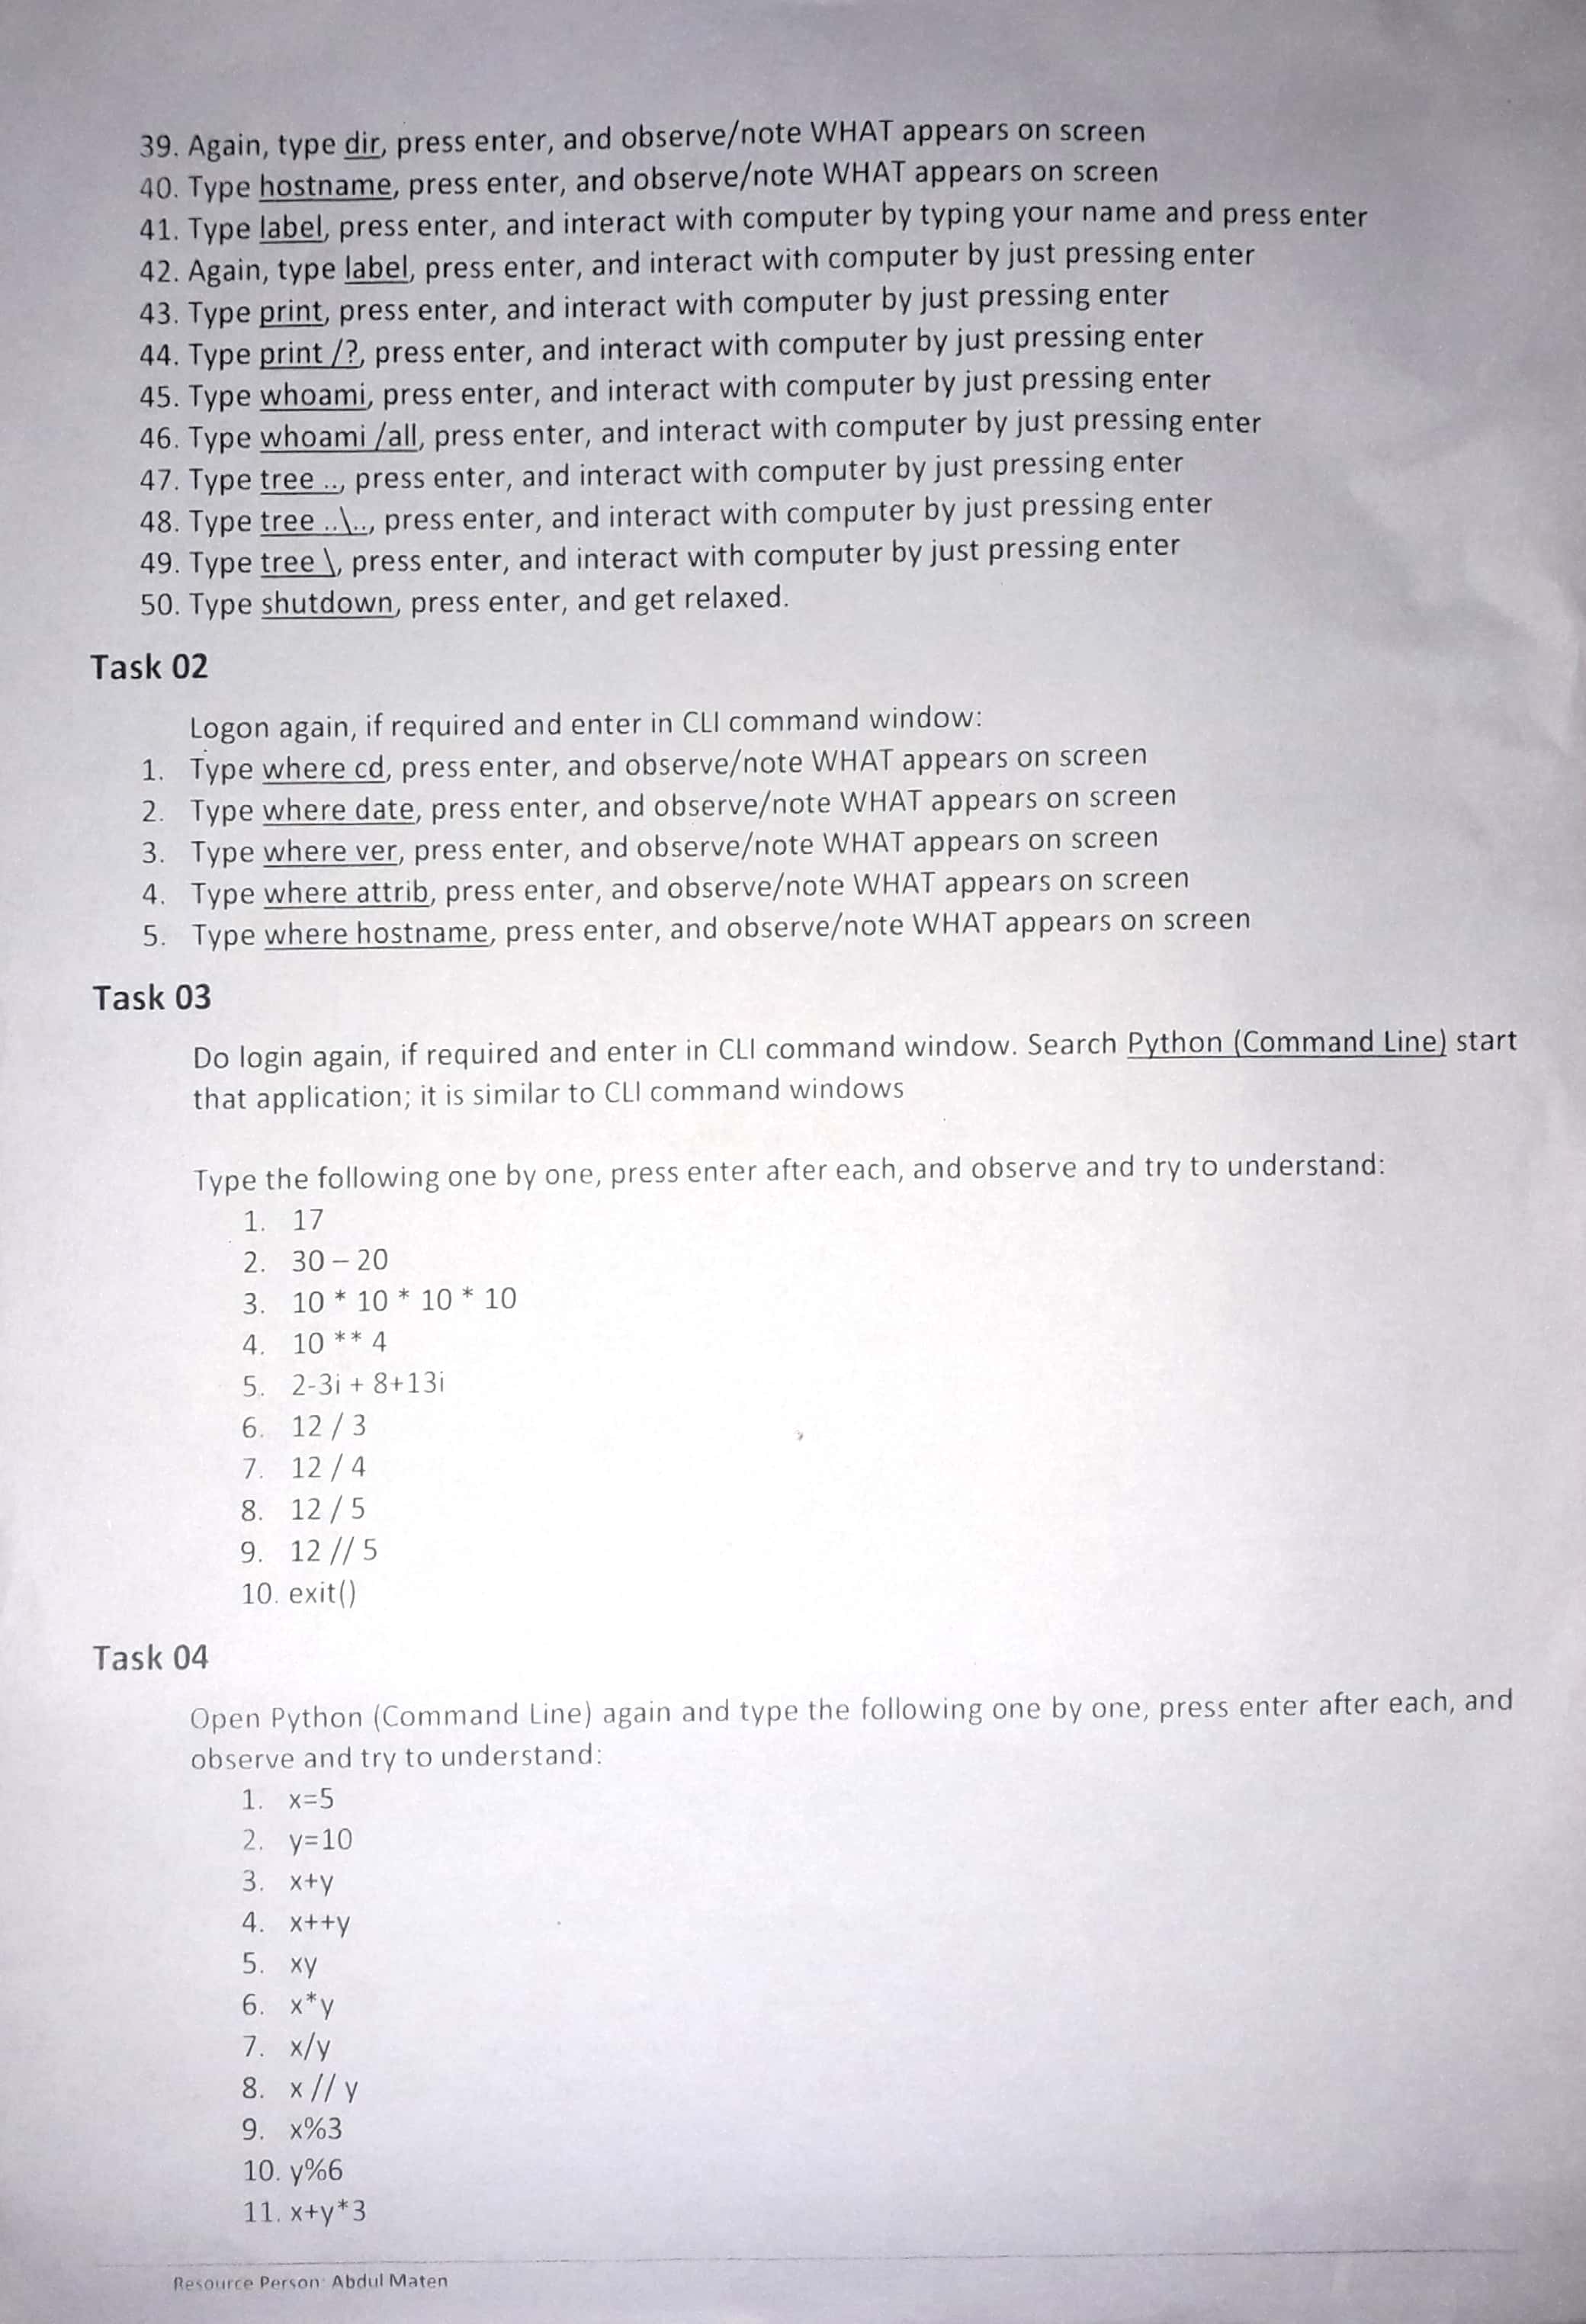 39. Again, type dir, press enter, and observe/note WHAT appears on screen
40. Type hostname, press enter, and observe/note WHAT appears on screen
41. Type label, press enter, and interact with computer by typing your name and press enter
42. Again, type label, press enter, and interact with computer by just pressing enter
43. Type print, press enter, and interact with computer by just pressing enter
44. Type print /?, press enter, and interact with computer by just pressing enter
45. Type whoami, press enter, and interact with computer by just pressing enter
46. Type whoami /all, press enter, and interact with computer by just pressing enter
47. Type tree .., press enter, and interact with computer by just pressing enter
48. Type tree ..\.., press enter, and interact with computer by just pressing enter
49. Type tree \, press enter, and interact with computer by just pressing enter
50. Type shutdown, press enter, and get relaxed.
Task 02
Logon again, if required and enter in CLI command window:
1. Type where cd, press enter, and observe/note WHAT appears on screen
2. Type where date, press enter, and observe/note WHAT appears on screen
3. Type where ver, press enter, and observe/note WHAT appears on screen
4. Type where attrib, press enter, and observe/note WHAT appears on screen
5. Type where hostname, press enter, and observe/note WHAT appears on screen
Task 03
Do login again, if required and enter in CLI command window. Search Python (Command Line) start
that application; it is similar to CLI command windows
Type the following one by one, press enter after each, and observe and try to understand:
1. 17
2. 30 – 20
3. 10 * 10 * 10 * 10
4. 10 ** 4
5. 2-3i + 8+13i
6. 12 / 3
7. 12 / 4
8. 12 / 5
9. 12 // 5
10. exit()
Task 04
Open Python (Command Line) again and type the following one by one, press enter after each, and
observe and try to understand:
1. x=5
2. y=10
3. x+y
4. x++y
5. xy
6. x*y
7. x/y
8. x // y
9. x%3
10. y%6
11. x+y*3
Resource Person: Abdul Maten